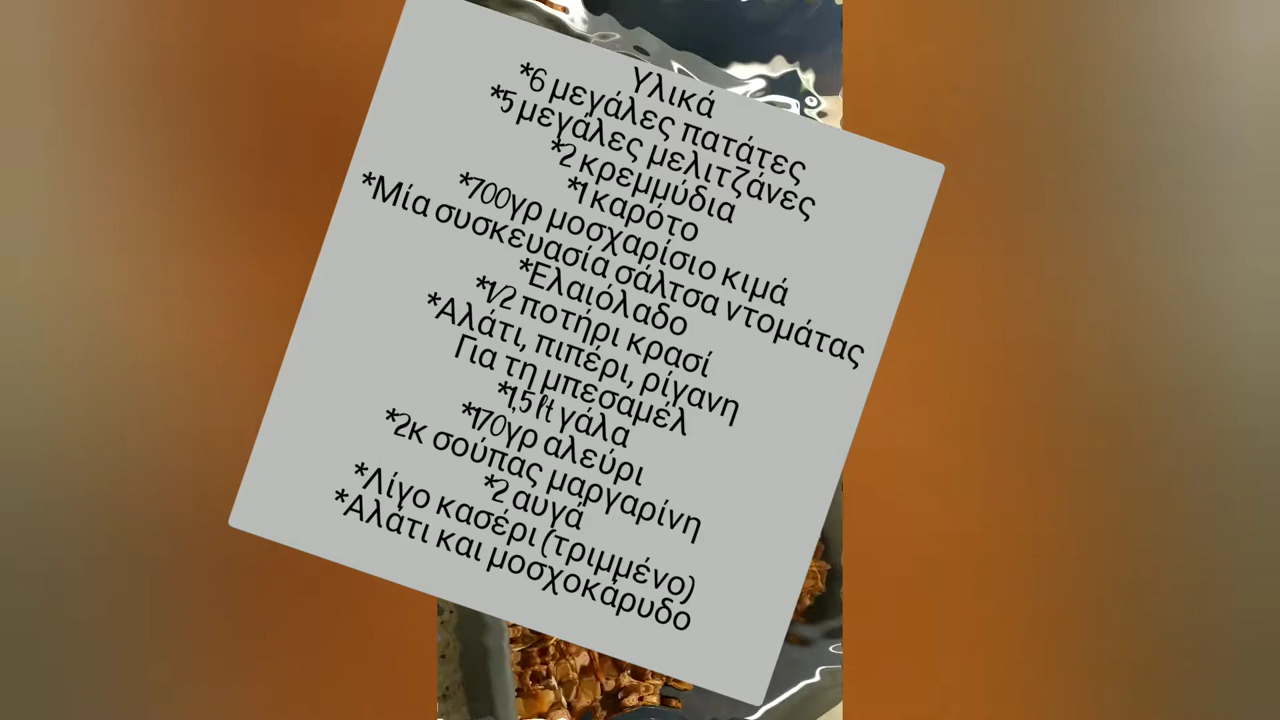 Υλικά
*6 μεγάλες πατάτες
*5 μεγάλες μελιτζάνες
*2 κρεμμύδια
*1 καρότο
*700γρ μοσχαρίσιο κιμά
*Μία συσκευασία σάλτσα ντομάτας
*Ελαιόλαδο
*1/2 ποτήρι κρασί
*Αλάτι, πιπέρι, ρίγανη
Για τη μπεσαμέλ
*1,5 lt γάλα
*170γρ αλεύρι
*2κ σούπας μαργαρίνη
*2 αυγά
*Λίγο κασέρι (τριμμένο)
*Αλάτι και μοσχοκάρυδο